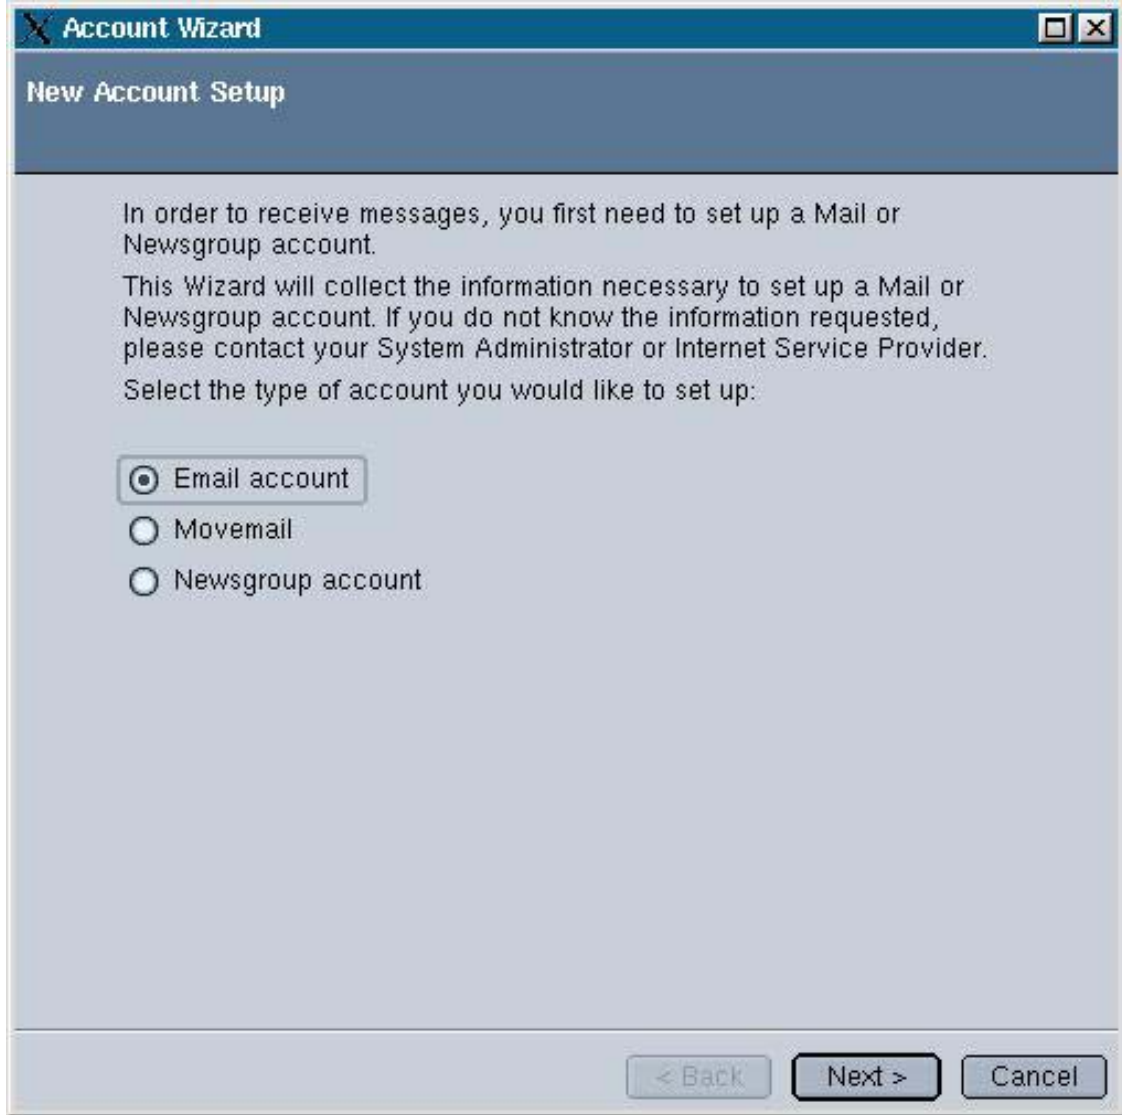 Account Wizard
New Account Setup
In order to receive messages, you first need to set up a Mail or
Newsgroup account.
This Wizard will collect the information necessary to set up a Mail or
Newsgroup account. If you do not know the information requested,
please contact your System Administrator or Internet Service Provider.
Select the type of account you would like to set up:
Email account
Movemail
Newsgroup account
< Back Next > Cancel